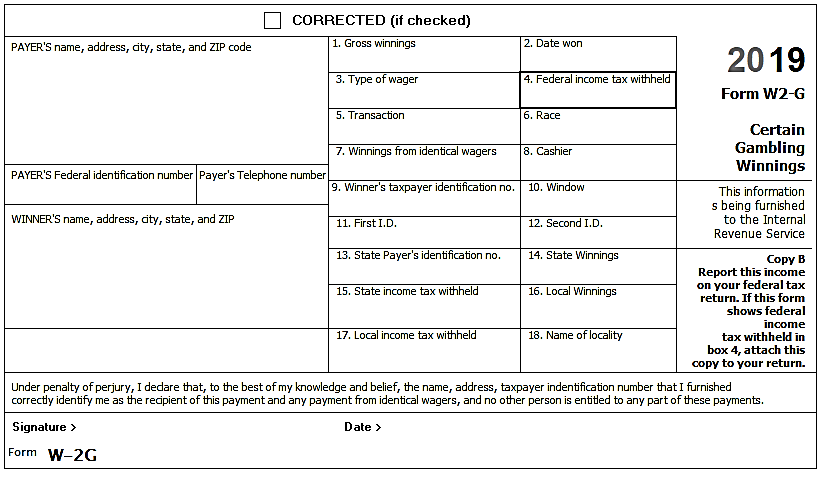 CORRECTED (if checked)
PAYER'S name, address, city, state, and ZIP code
1. Gross winnings
2. Date won
3. Type of wager
4. Federal income tax withheld
5. Transaction
6. Race
7. Winnings from identical wagers
8. Cashier
PAYER'S Federal identification number
Payer's Telephone number
9. Winner's taxpayer identification no.
10. Window
WINNER'S name, address, city, state, and ZIP
11. First I.D.
12. Second I.D.
13. State Payer's identification no.
14. State Winnings
15. State income tax withheld
16. Local Winnings
17. Local income tax withheld
18. Name of locality
2019
Form W2-G
Certain
Gambling
Winnings
This information
s being furnished
to the Internal
Revenue Service
Copy B
Report this income
on your federal tax
return. If this form
shows federal
income
tax withheld in
box 4, attach this
copy to your return.
Under penalty of perjury, I declare that, to the best of my knowledge and belief, the name, address, taxpayer indentification number that I furnished
correctly identify me as the recipient of this payment and any payment from identical wagers, and no other person is entitled to any part of these payments.
Signature >
Date >
Form W-2G